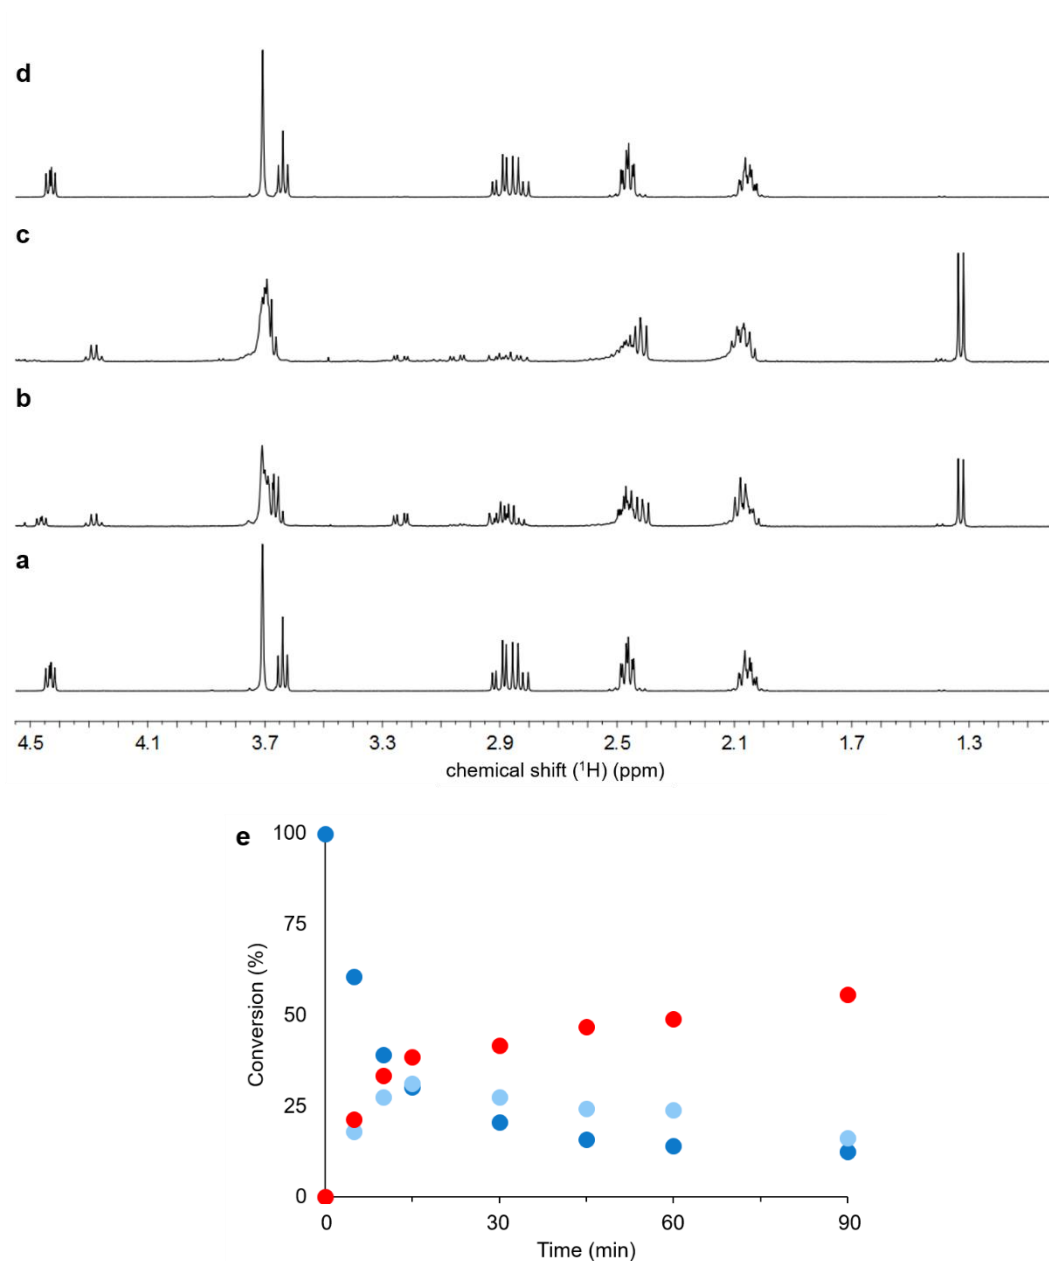 d
c
b
a
4.5 4.1 3.7 3.3 2.9 2.5 2.1 1.7 1.3
chemical shift (¹H) (ppm)
e
100
75
50
25
0
Conversion (%)
0 30 60 90
Time (min)